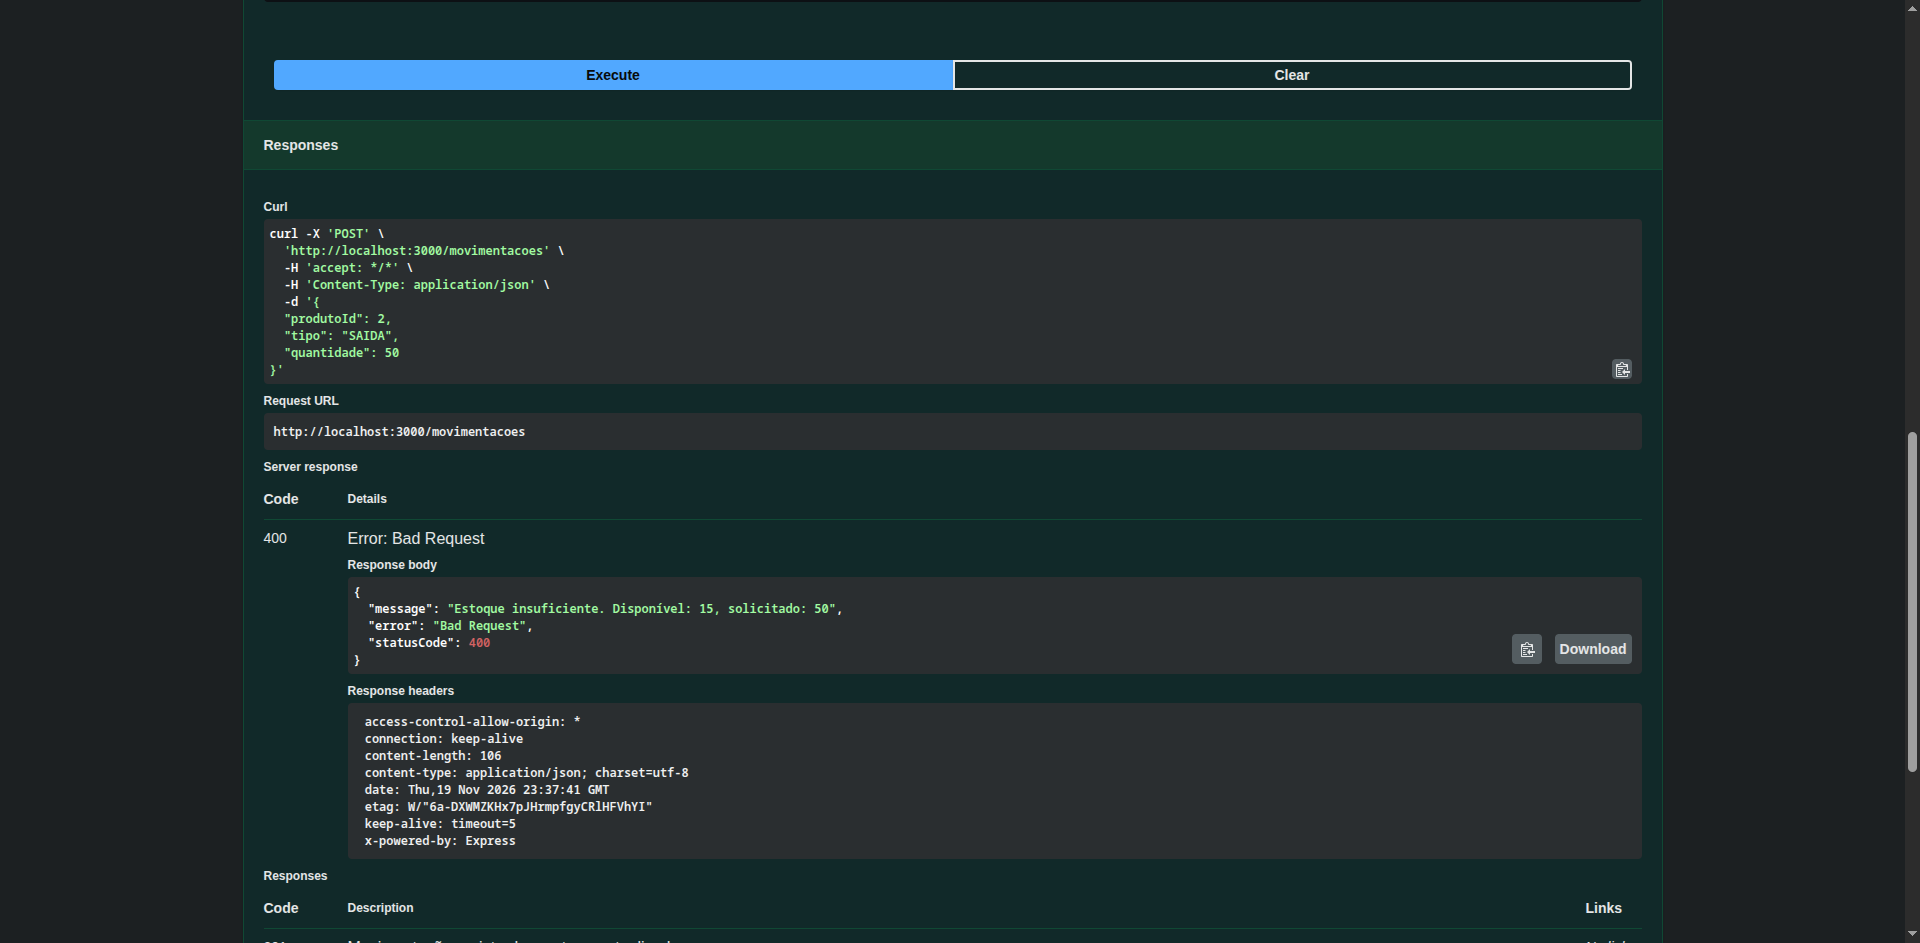 Execute
Clear
Responses
Curl
curl -X 'POST' \
  'http://localhost:3000/movimentacoes' \
  -H 'accept: */*' \
  -H 'Content-Type: application/json' \
  -d '{
  "produtoId": 2,
  "tipo": "SAIDA",
  "quantidade": 50
}'
Request URL
http://localhost:3000/movimentacoes
Server response
Code Details
400 Error: Bad Request
Response body
{
  "message": "Estoque insuficiente. Disponível: 15, solicitado: 50",
  "error": "Bad Request",
  "statusCode": 400
}
Download
Response headers
access-control-allow-origin: *
connection: keep-alive
content-length: 106
content-type: application/json; charset=utf-8
date: Thu,19 Nov 2026 23:37:41 GMT
etag: W/"6a-DXWMZKHx7pJHrmpfgyCRlHFVhYI"
keep-alive: timeout=5
x-powered-by: Express
Responses
Code Description Links